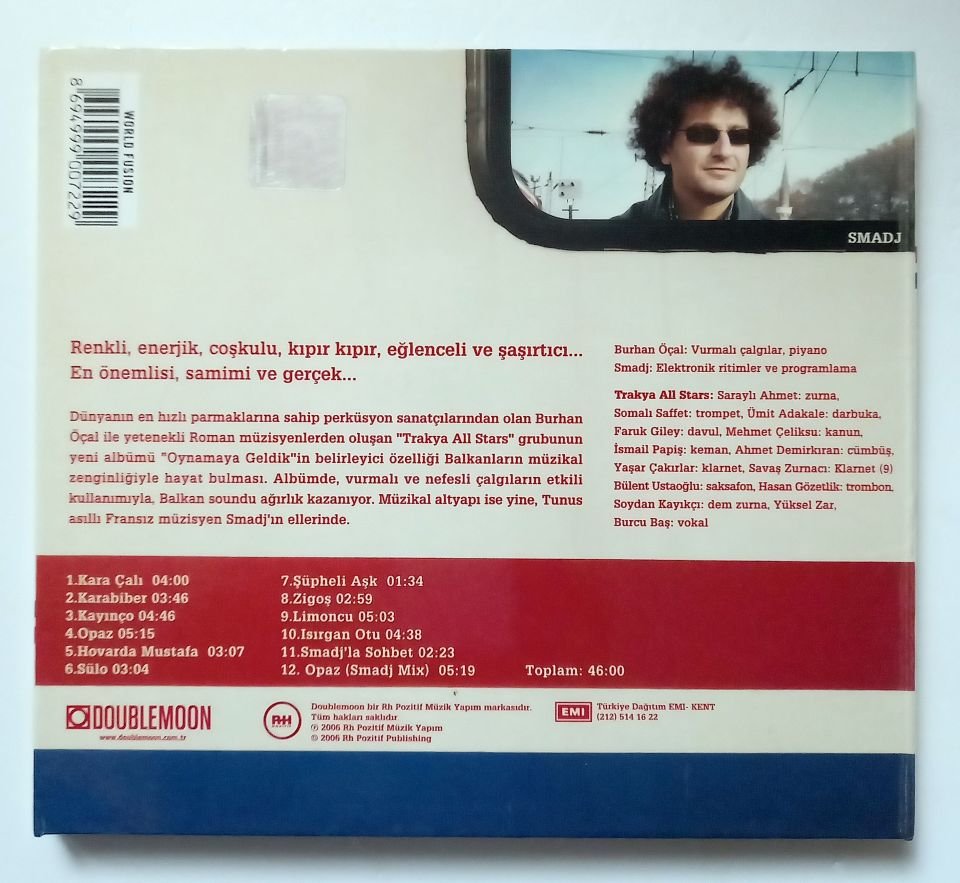 8 694999 007229
WORLD FUSION
SMADJ
Renkli, enerjik, coşkulu, kıpır kıpır, eğlenceli ve şaşırtıcı...
En önemlisi, samimi ve gerçek...
Dünyanın en hızlı parmaklarına sahip perküsyon sanatçılarından olan Burhan
Öçal ile yetenekli Roman müzisyenlerden oluşan "Trakya All Stars" grubunun
yeni albümü "Oynamaya Geldik"in belirleyici özelliği Balkanların müzikal
zenginliğiyle hayat bulması. Albümde, vurmalı ve nefesli çalgıların etkili
kullanımıyla, Balkan soundu ağırlık kazanıyor. Müzikal altyapı ise yine, Tunus
asıllı Fransız müzisyen Smadj'ın ellerinde.
Burhan Öçal: Vurmalı çalgılar, piyano
Smadj: Elektronik ritimler ve programlama
Trakya All Stars: Saraylı Ahmet: zurna,
Somalı Saffet: trompet, Ümit Adakale: darbuka,
Faruk Giley: davul, Mehmet Çeliksu: kanun,
İsmail Papiş: keman, Ahmet Demirkıran: cümbüş,
Yaşar Çakırlar: klarnet, Savaş Zurnacı: Klarnet (9)
Bülent Ustaoğlu: saksafon, Hasan Gözetlik: trombon,
Soydan Kayıkçı: dem zurna, Yüksel Zar,
Burcu Baş: vokal
1.Kara Çalı 04:00
2.Karabiber 03:46
3.Kayınço 04:46
4.Opaz 05:15
5.Hovarda Mustafa 03:07
6.Sülo 03:04
7.Şüpheli Aşk 01:34
8.Zigoş 02:59
9.Limoncu 05:03
10.Isırgan Otu 04:38
11.Smadj'la Sohbet 02:23
12. Opaz (Smadj Mix) 05:19
Toplam: 46:00
DOUBLEMOON
www.doublemoon.com.tr
RH
POZITIF
Doublemoon bir Rh Pozitif Müzik Yapım markasıdır.
Tüm hakları saklıdır
℗ 2006 Rh Pozitif Müzik Yapım
© 2006 Rh Pozitif Publishing
EMI
Türkiye Dağıtım EMI- KENT
(212) 514 16 22